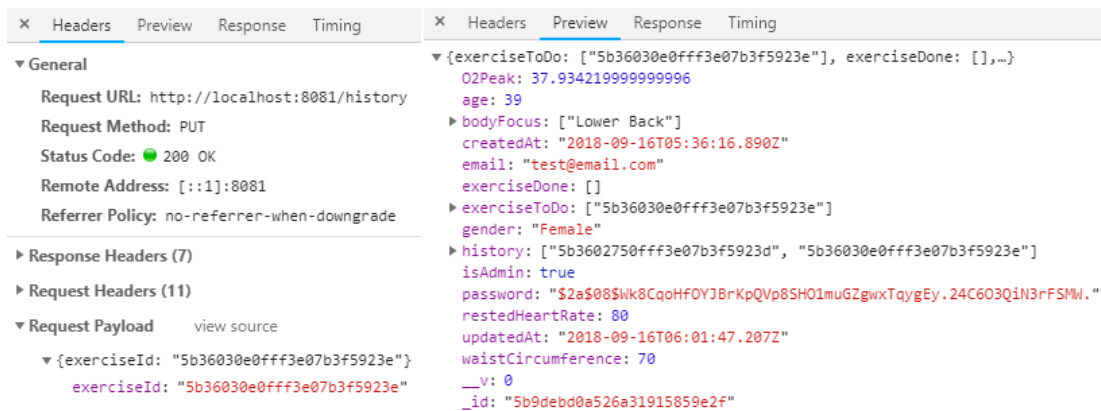 × Headers Preview Response Timing
▼ General
Request URL: http://localhost:8081/history
Request Method: PUT
Status Code: 200 OK
Remote Address: [::1]:8081
Referrer Policy: no-referrer-when-downgrade
▶ Response Headers (7)
▶ Request Headers (11)
▼ Request Payload view source
▼ {exerciseId: "5b36030e0fff3e07b3f5923e"}
exerciseId: "5b36030e0fff3e07b3f5923e"
× Headers Preview Response Timing
▼ {exerciseToDo: ["5b36030e0fff3e07b3f5923e"], exerciseDone: [],…}
O2Peak: 37.934219999999996
age: 39
▶ bodyFocus: ["Lower Back"]
createdAt: "2018-09-16T05:36:16.890Z"
email: "test@email.com"
exerciseDone: []
▶ exerciseToDo: ["5b36030e0fff3e07b3f5923e"]
gender: "Female"
▶ history: ["5b3602750fff3e07b3f5923d", "5b36030e0fff3e07b3f5923e"]
isAdmin: true
password: "$2a$08$Wk8CqoHfOYJBrKpQVp8SHO1muGZgwxTqygEy.24C6O3QiN3rFSMW."
restedHeartRate: 80
updatedAt: "2018-09-16T06:01:47.207Z"
waistCircumference: 70
__v: 0
_id: "5b9debd0a526a31915859e2f"